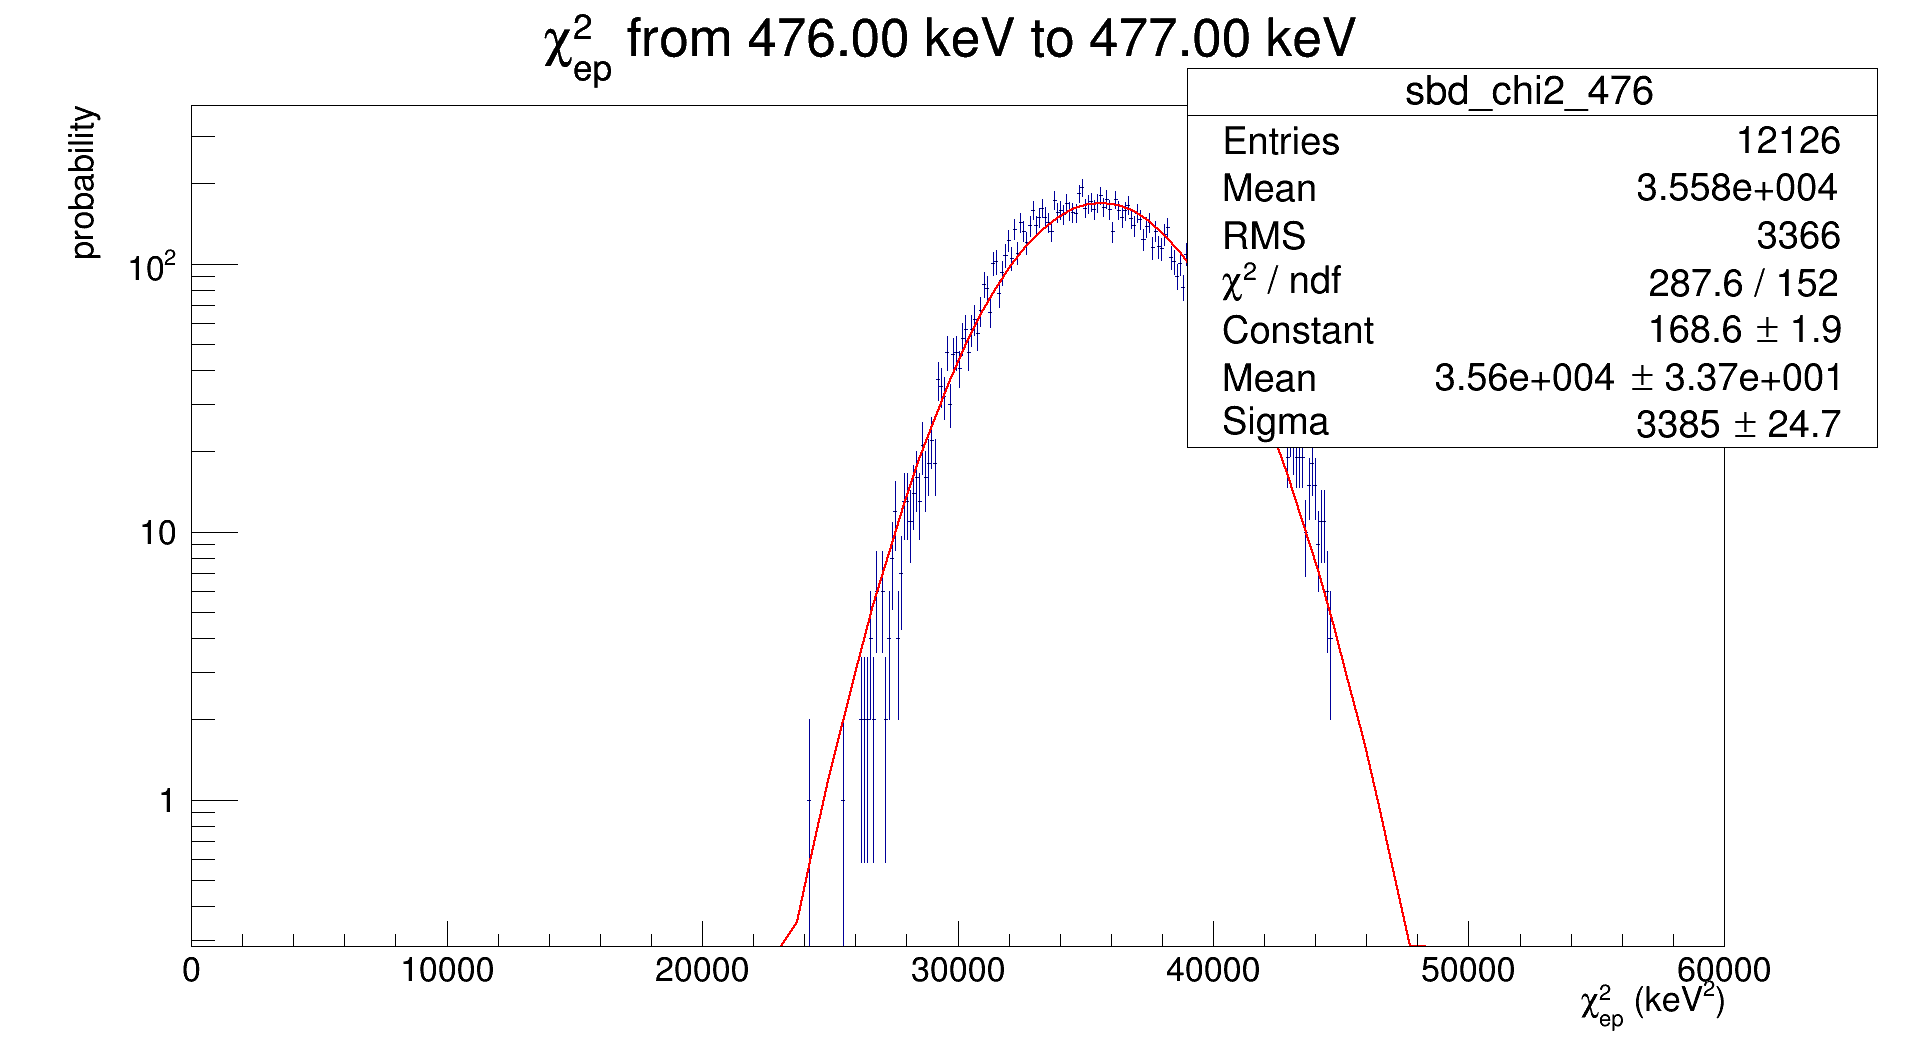 χ²ep from 476.00 keV to 477.00 keV
probability
sbd_chi2_476
Entries 12126
Mean 3.558e+004
RMS 3366
χ² / ndf 287.6 / 152
Constant 168.6 ± 1.9
Mean 3.56e+004 ± 3.37e+001
Sigma 3385 ± 24.7
10²
10
1
0 10000 20000 30000 40000 50000 60000
χ²ep (keV²)